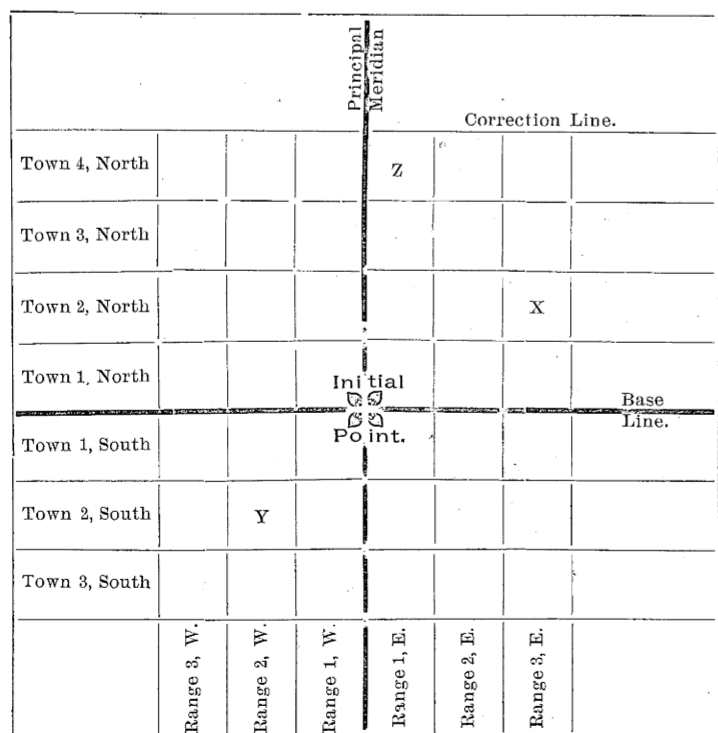 Principal
Meridian
Correction Line.
Town 4, North
Z
Town 3, North
Town 2, North
X
Town 1, North
Initial
Base
Line.
Point.
Town 1, South
Town 2, South
Y
Town 3, South
Range 3, W.
Range 2, W.
Range 1, W.
Range 1, E.
Range 2, E.
Range 3, E.